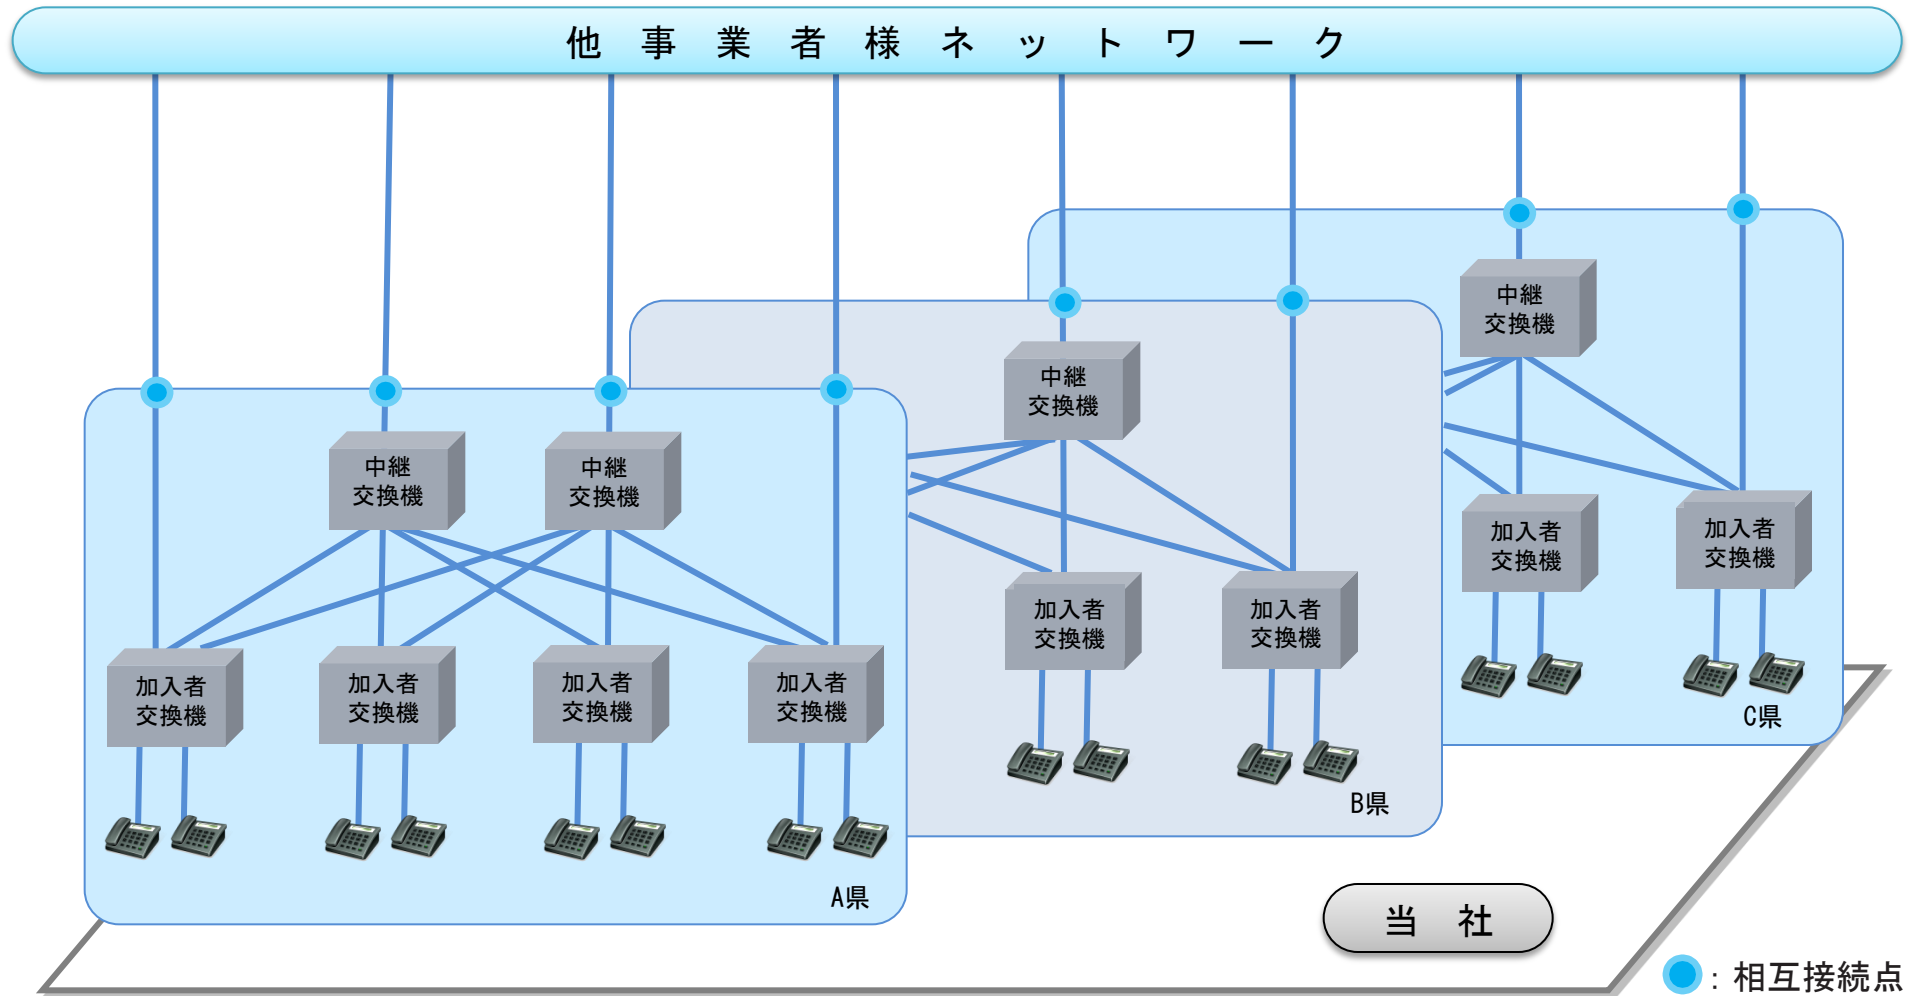 他事業者様ネットワーク
中継
交換機
中継
交換機
中継
交換機
中継
交換機
加入者
交換機
加入者
交換機
加入者
交換機
加入者
交換機
加入者
交換機
加入者
交換機
加入者
交換機
加入者
交換機
C県
B県
A県
当社
：相互接続点